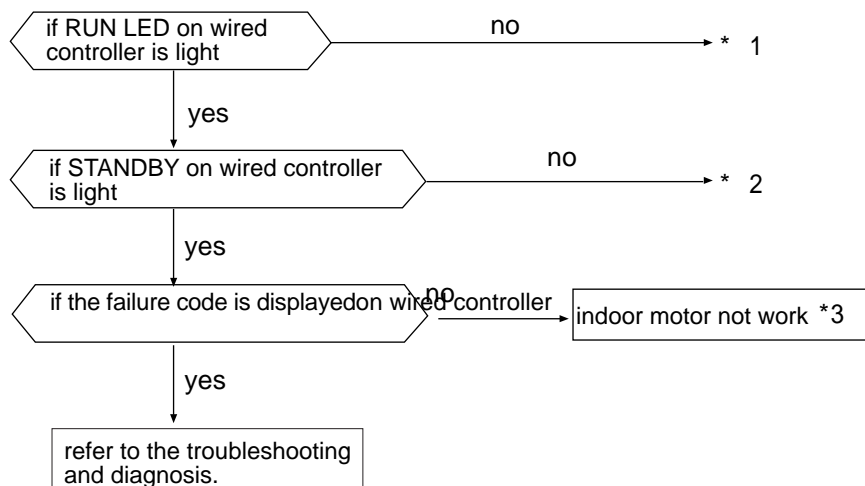 if RUN LED on wired
controller is light
no
* 1
yes
if STANDBY on wired controller
is light
no
* 2
yes
if the failure code is displayedon wired controller
no
indoor motor not work *3
yes
refer to the troubleshooting
and diagnosis.